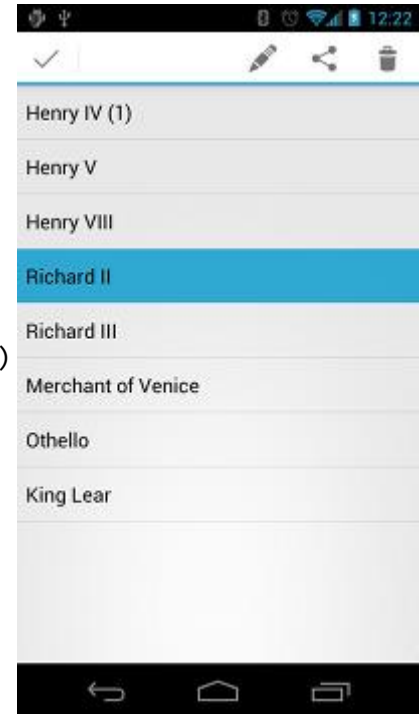 12:22
Henry IV (1)
Henry V
Henry VIII
Richard II
)
Richard III
Merchant of Venice
Othello
King Lear